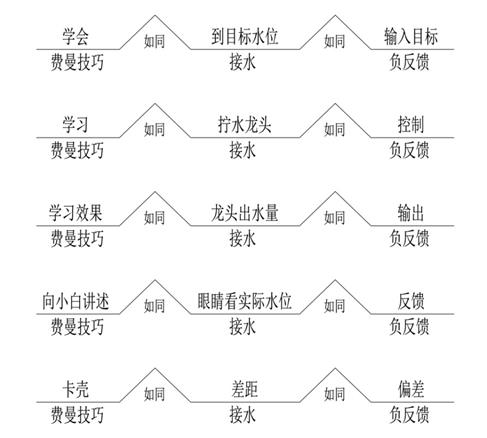 学会 如同 到目标水位 如同 输入目标
费曼技巧 接水 负反馈
学习 如同 拧水龙头 如同 控制
费曼技巧 接水 负反馈
学习效果 如同 龙头出水量 如同 输出
费曼技巧 接水 负反馈
向小白讲述 如同 眼睛看实际水位 如同 反馈
费曼技巧 接水 负反馈
卡壳 如同 差距 如同 偏差
费曼技巧 接水 负反馈